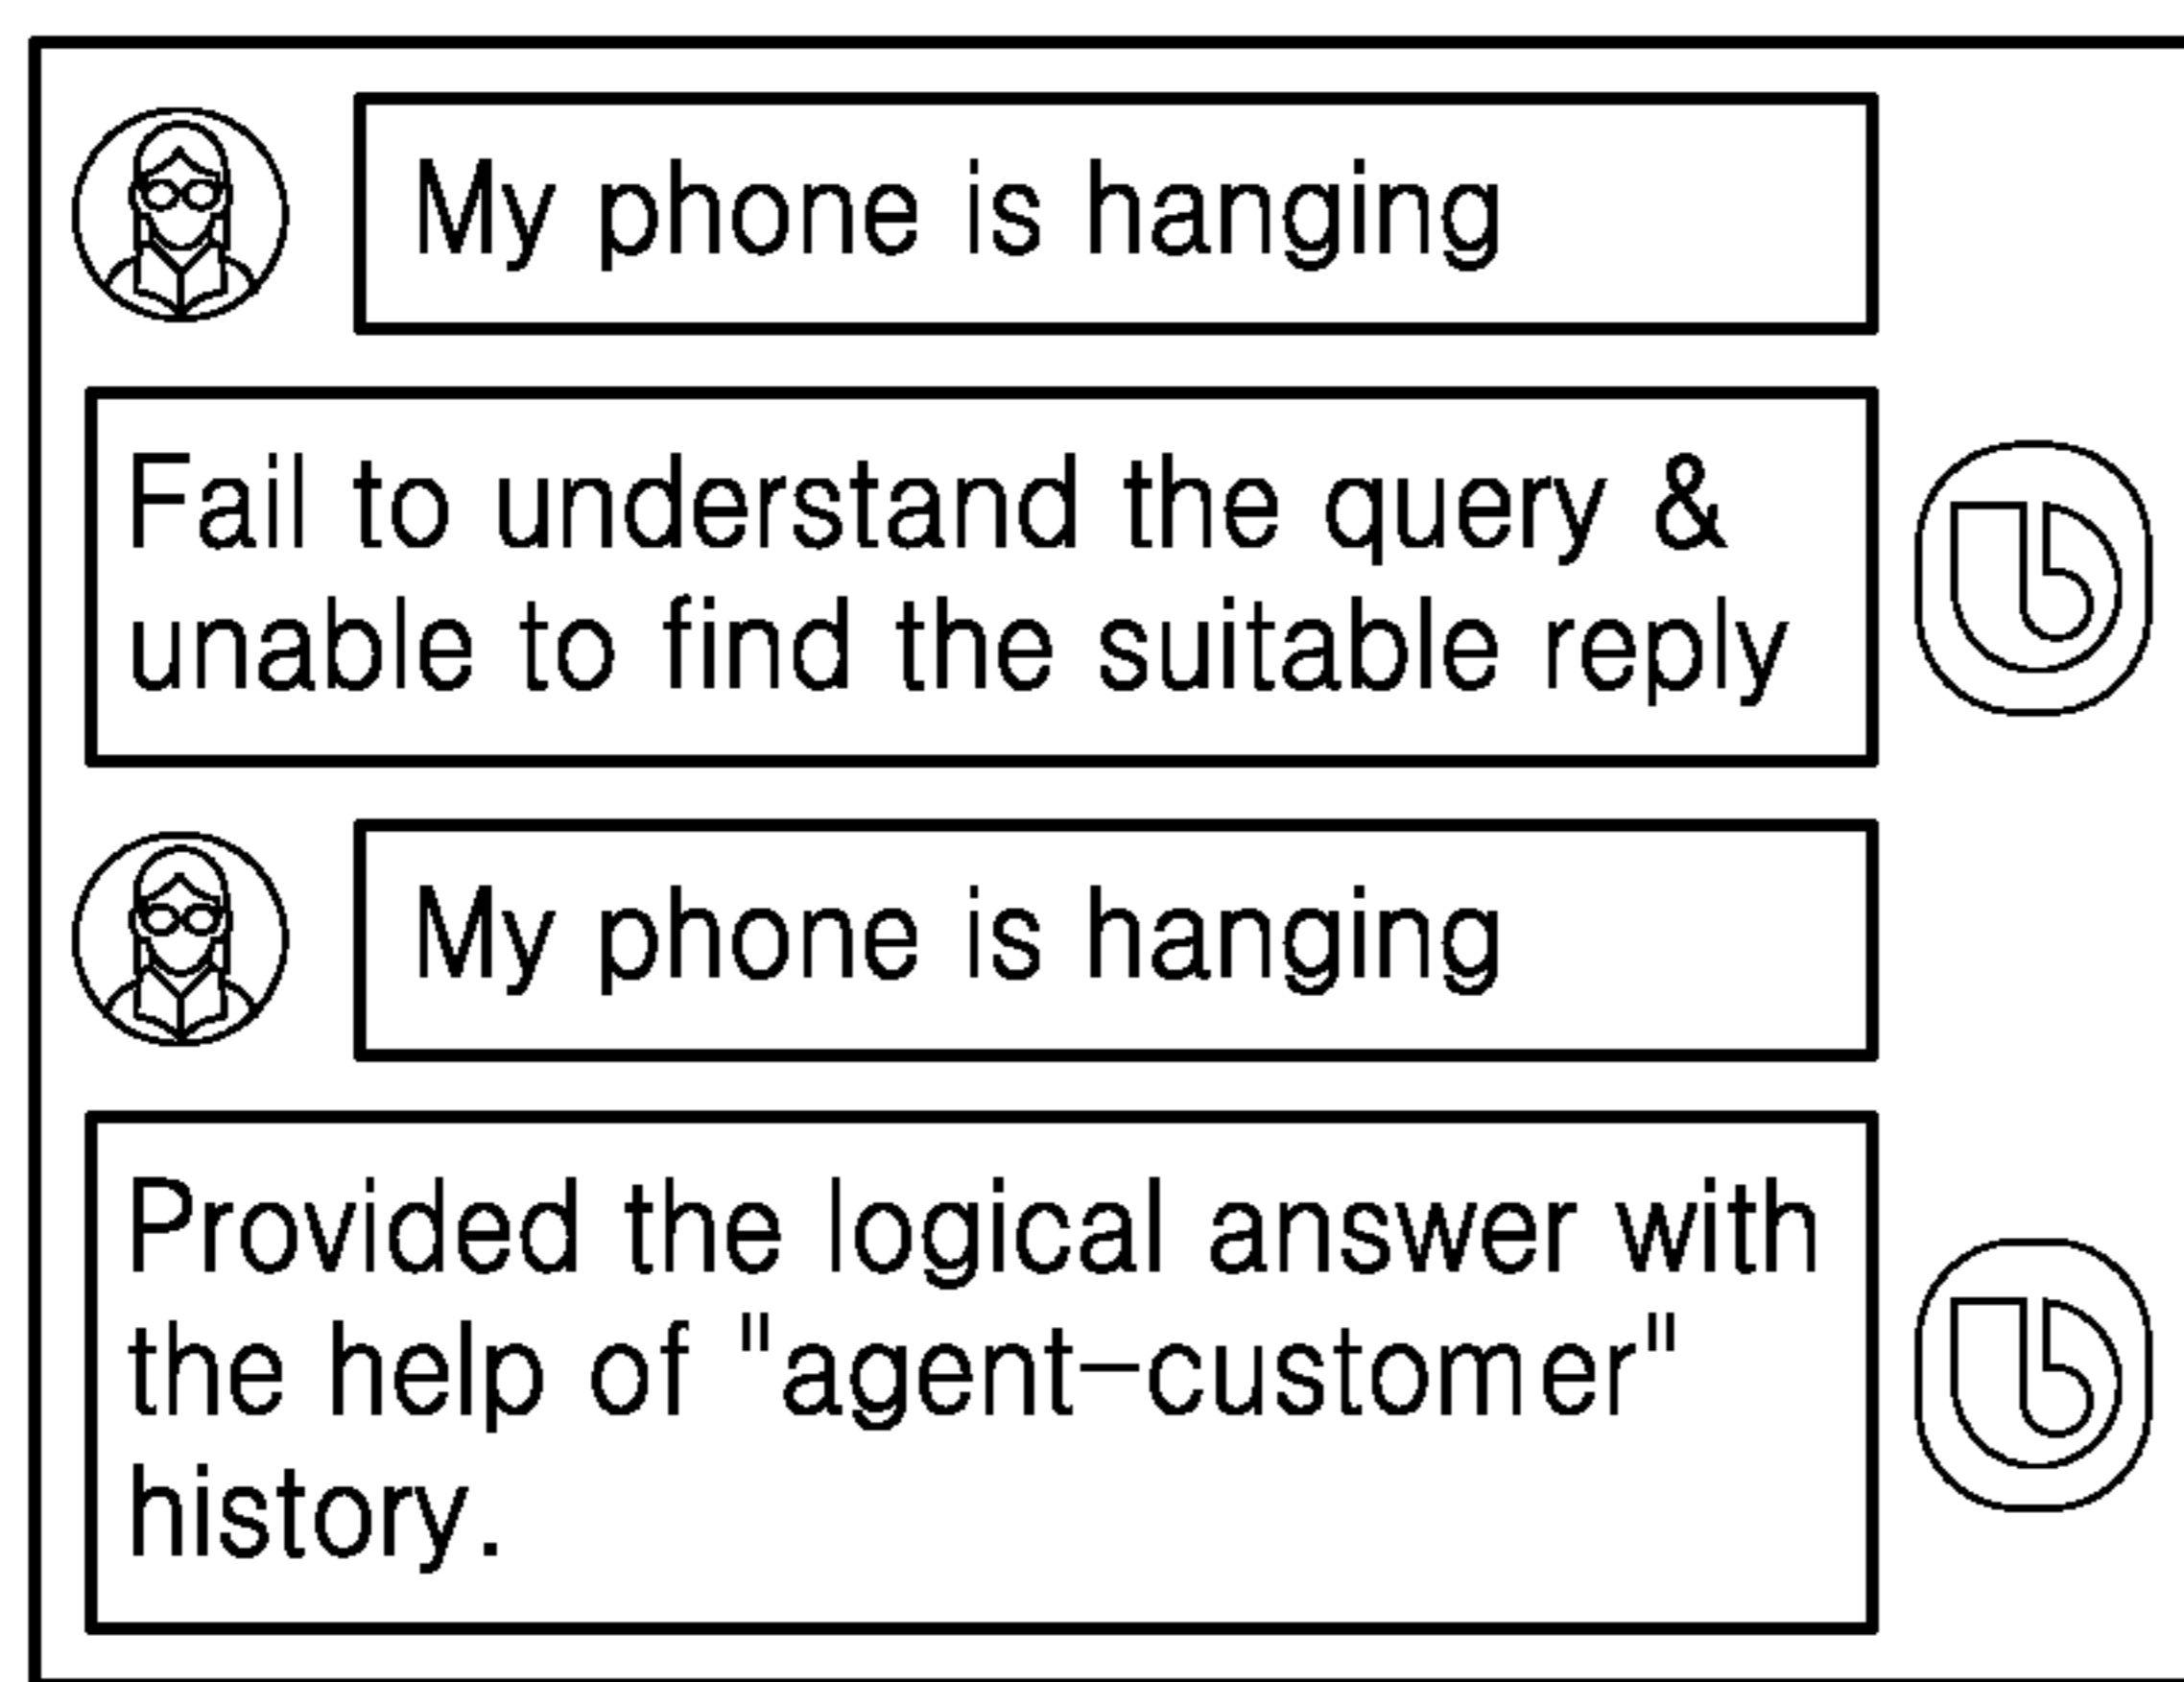 My phone is hanging
Fail to understand the query &
unable to find the suitable reply
My phone is hanging
Provided the logical answer with
the help of "agent-customer"
history.